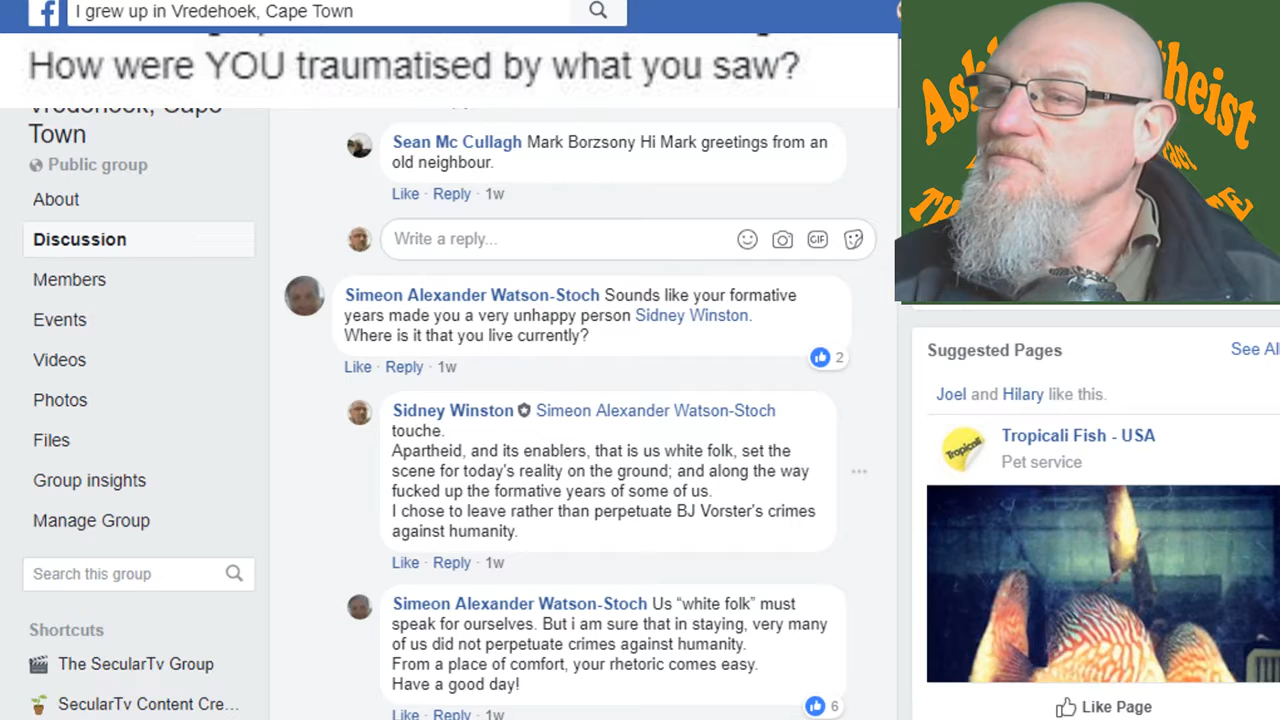 I grew up in Vredehoek, Cape Town
How were YOU traumatised by what you saw?
Vredehoek, Cape
Town
Public group
About
Discussion
Members
Events
Videos
Photos
Files
Group insights
Manage Group
Search this group
Shortcuts
The SecularTv Group
SecularTv Content Cre...
Sean Mc Cullagh Mark Borzsony Hi Mark greetings from an
old neighbour.
Like · Reply · 1w
Write a reply...
GIF
Simeon Alexander Watson-Stoch Sounds like your formative
years made you a very unhappy person Sidney Winston.
Where is it that you live currently?
2
Like · Reply · 1w
Sidney Winston Simeon Alexander Watson-Stoch
touche.
Apartheid, and its enablers, that is us white folk, set the
scene for today's reality on the ground; and along the way
fucked up the formative years of some of us.
I chose to leave rather than perpetuate BJ Vorster's crimes
against humanity.
Like · Reply · 1w
Simeon Alexander Watson-Stoch Us “white folk” must
speak for ourselves. But i am sure that in staying, very many
of us did not perpetuate crimes against humanity.
From a place of comfort, your rhetoric comes easy.
Have a good day!
6
Like · Reply · 1w
Suggested Pages
See All
Joel and Hilary like this.
Tropicali
Tropicali Fish - USA
Pet service
Like Page